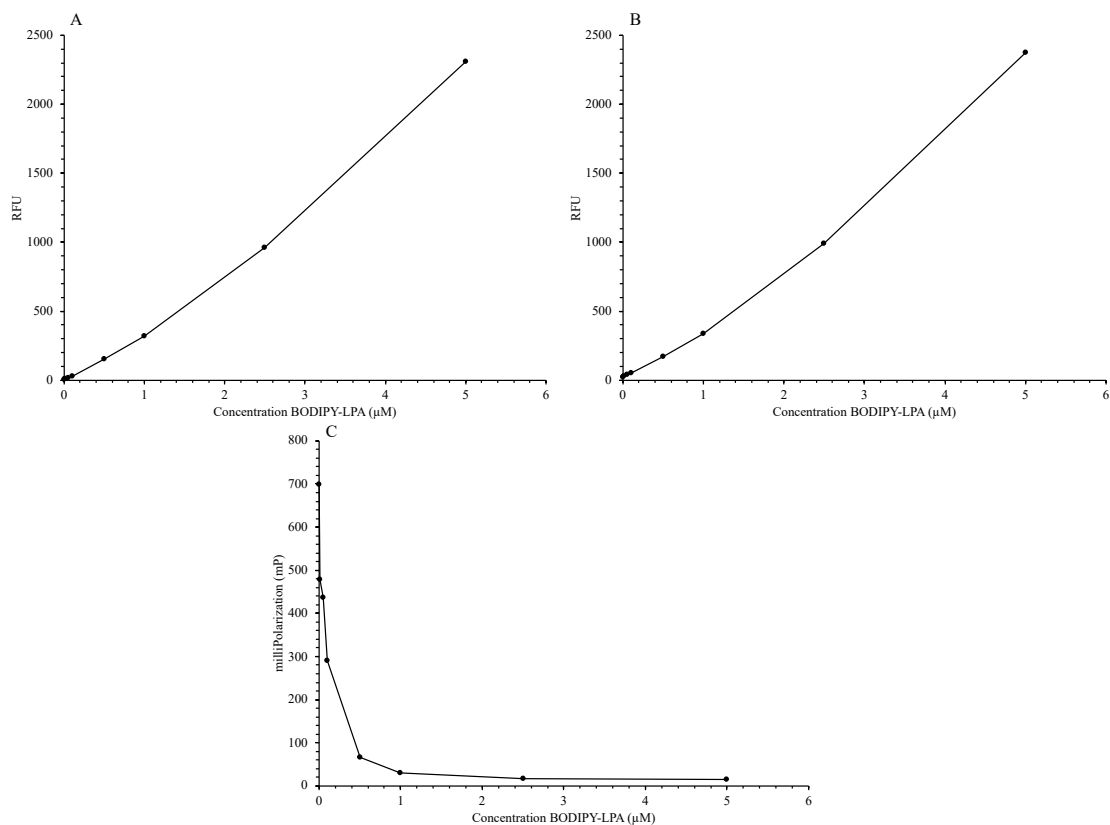 A
2500
2000
1500
1000
500
0
RFU
0 1 2 3 4 5 6
Concentration BODIPY-LPA (µM)
B
2500
2000
1500
1000
500
0
RFU
0 1 2 3 4 5 6
Concentration BODIPY-LPA (µM)
C
800
700
600
500
400
300
200
100
0
milliPolarization (mP)
0 1 2 3 4 5 6
Concentration BODIPY-LPA (µM)